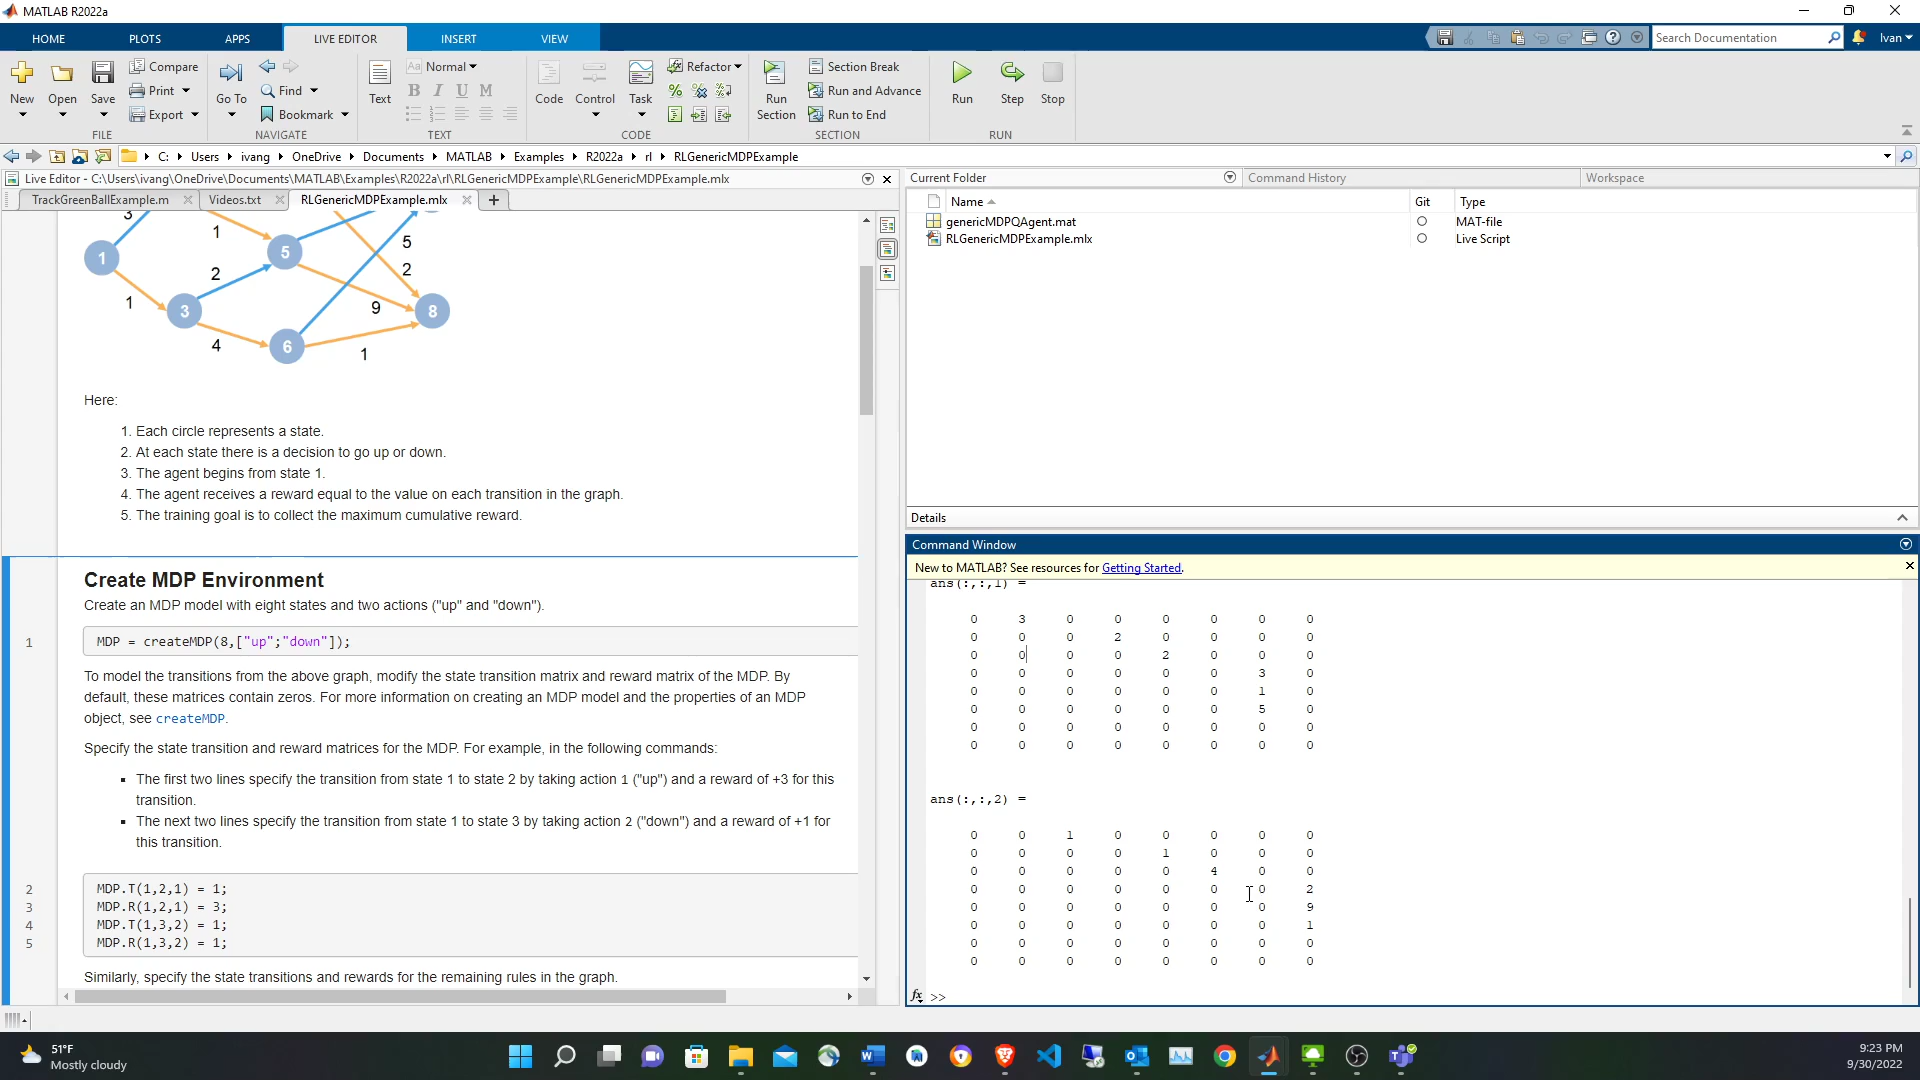 MATLAB R2022a
HOME PLOTS APPS LIVE EDITOR INSERT VIEW
Search Documentation
Ivan
New
Open
Save
Compare
Print
Export
FILE
Go To
Find
Bookmark
NAVIGATE
Text
Aa Normal
B I U M
TEXT
Code
Control
Task
Refactor
CODE
Run
Section
Section Break
Run and Advance
Run to End
SECTION
Run
Step
Stop
RUN
C: Users ivang OneDrive Documents MATLAB Examples R2022a rl RLGenericMDPExample
Live Editor - C:\Users\ivang\OneDrive\Documents\MATLAB\Examples\R2022a\rl\RLGenericMDPExample\RLGenericMDPExample.mlx
TrackGreenBallExample.m Videos.txt RLGenericMDPExample.mlx
3
1
5
1
5
2
2
1
3
9
8
4
6
1
Here:
1. Each circle represents a state.
2. At each state there is a decision to go up or down.
3. The agent begins from state 1.
4. The agent receives a reward equal to the value on each transition in the graph.
5. The training goal is to collect the maximum cumulative reward.
Create MDP Environment
Create an MDP model with eight states and two actions ("up" and "down").
1 MDP = createMDP(8,["up";"down"]);
To model the transitions from the above graph, modify the state transition matrix and reward matrix of the MDP. By
default, these matrices contain zeros. For more information on creating an MDP model and the properties of an MDP
object, see createMDP.
Specify the state transition and reward matrices for the MDP. For example, in the following commands:
▪ The first two lines specify the transition from state 1 to state 2 by taking action 1 ("up") and a reward of +3 for this
transition.
▪ The next two lines specify the transition from state 1 to state 3 by taking action 2 ("down") and a reward of +1 for
this transition.
2 MDP.T(1,2,1) = 1;
3 MDP.R(1,2,1) = 3;
4 MDP.T(1,3,2) = 1;
5 MDP.R(1,3,2) = 1;
Similarly, specify the state transitions and rewards for the remaining rules in the graph.
Current Folder Command History Workspace
Name Git Type
genericMDPQAgent.mat MAT-file
RLGenericMDPExample.mlx Live Script
Details
Command Window
New to MATLAB? See resources for Getting Started.
ans(:,:,1) =
0 3 0 0 0 0 0 0
0 0 0 2 0 0 0 0
0 0 0 0 2 0 0 0
0 0 0 0 0 0 3 0
0 0 0 0 0 0 1 0
0 0 0 0 0 0 5 0
0 0 0 0 0 0 0 0
0 0 0 0 0 0 0 0
ans(:,:,2) =
0 0 1 0 0 0 0 0
0 0 0 0 1 0 0 0
0 0 0 0 0 4 0 0
0 0 0 0 0 0 0 2
0 0 0 0 0 0 0 9
0 0 0 0 0 0 0 1
0 0 0 0 0 0 0 0
0 0 0 0 0 0 0 0
fx >>
51°F
Mostly cloudy
9:23 PM
9/30/2022